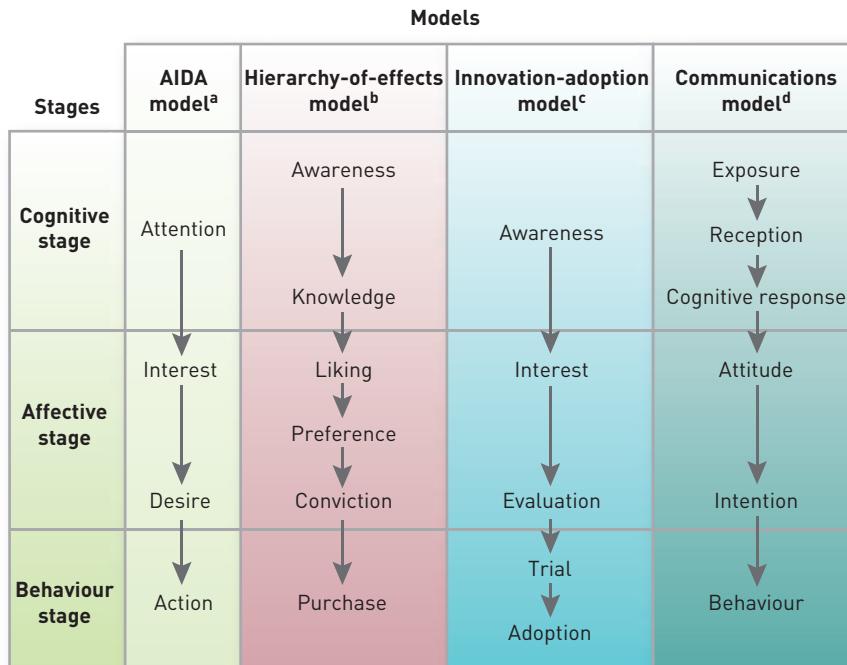 Models
Stages
AIDA
model^a
Hierarchy-of-effects
model^b
Innovation-adoption
model^c
Communications
model^d
Cognitive
stage
Attention
Awareness
Knowledge
Awareness
Exposure
Reception
Cognitive response
Affective
stage
Interest
Desire
Liking
Preference
Conviction
Interest
Evaluation
Attitude
Intention
Behaviour
stage
Action
Purchase
Trial
Adoption
Behaviour